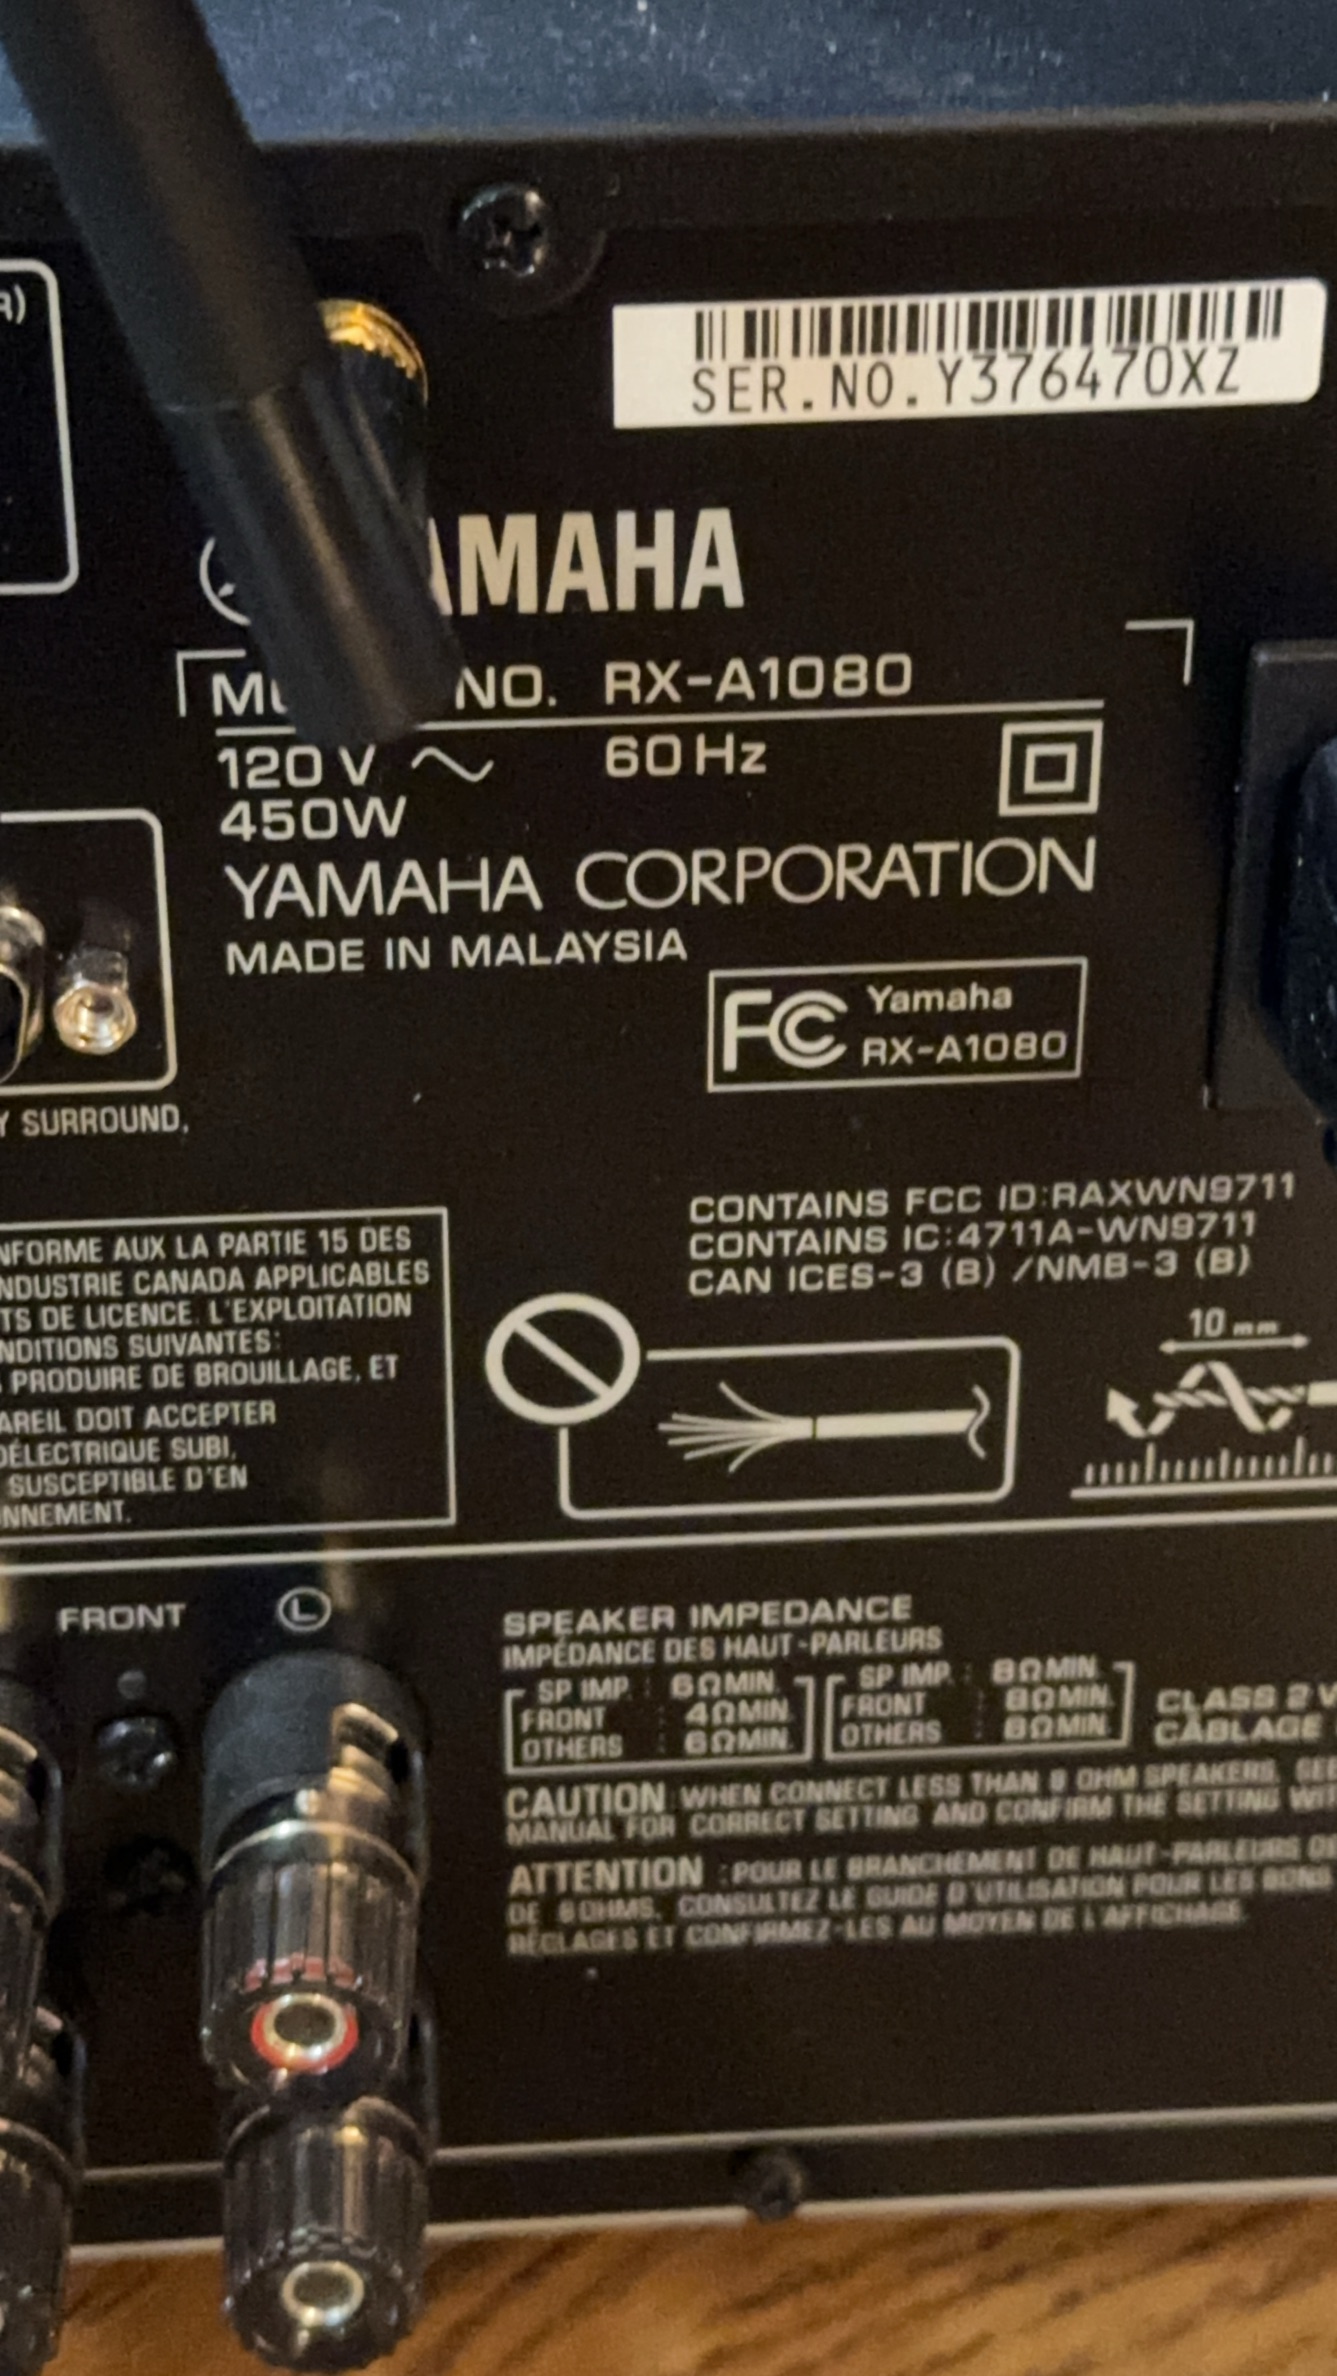 R)
SER.NO.Y376470XZ
AMAHA
NO. RX-A1080
120 V ~ 60 Hz
450W
YAMAHA CORPORATION
MADE IN MALAYSIA
FC Yamaha
RX-A1080
Y SURROUND,
CONTAINS FCC ID:RAXWN9711
CONTAINS IC:4711A-WN9711
CAN ICES-3 (B) /NMB-3 (B)
NFORME AUX LA PARTIE 15 DES
NDUSTRIE CANADA APPLICABLES
TS DE LICENCE. L'EXPLOITATION
NDITIONS SUIVANTES:
PRODUIRE DE BROUILLAGE, ET
AREIL DOIT ACCEPTER
DÉLECTRIQUE SUBI,
SUSCEPTIBLE D'EN
NNEMENT.
10 mm
FRONT L
SPEAKER IMPEDANCE
IMPÉDANCE DES HAUT-PARLEURS
SP IMP. : 6ΩMIN.
FRONT : 4ΩMIN.
OTHERS : 6ΩMIN.
SP IMP. : 8ΩMIN.
FRONT : 8ΩMIN.
OTHERS : 8ΩMIN.
CLASS 2 W
CÂBLAGE
CAUTION: WHEN CONNECT LESS THAN 8 OHM SPEAKERS, SEE
MANUAL FOR CORRECT SETTING AND CONFIRM THE SETTING WIT
ATTENTION : POUR LE BRANCHEMENT DE HAUT-PARLEURS DE
DE 8 OHMS, CONSULTEZ LE GUIDE D'UTILISATION POUR LES BONS
RÉGLAGES ET CONFIRMEZ-LES AU MOYEN DE L'AFFICHAGE.